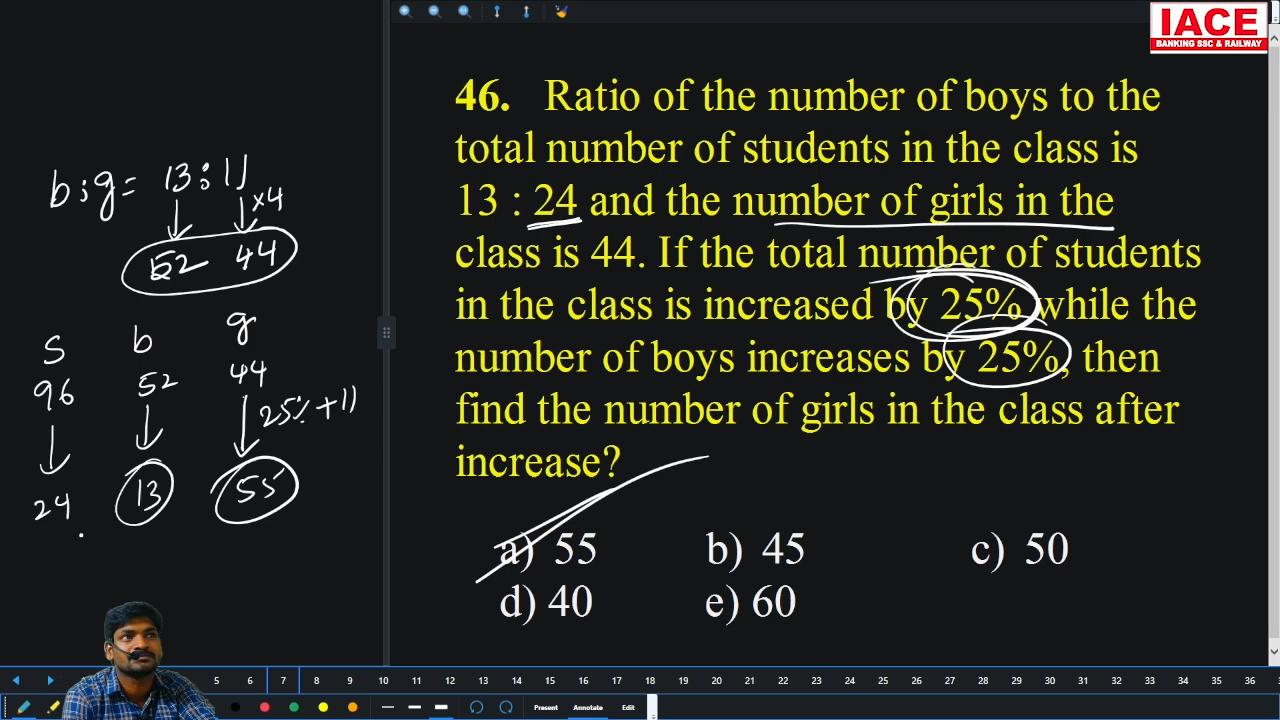 IACE
BANKING SSC & RAILWAY
46. Ratio of the number of boys to the
total number of students in the class is
13 : 24 and the number of girls in the
class is 44. If the total number of students
in the class is increased by 25% while the
number of boys increases by 25%, then
find the number of girls in the class after
increase?
a) 55 b) 45 c) 50
d) 40 e) 60
b:g= 13:11
×4
52 44
S b g
96 52 44
25% +11
24 13 55
5 6 7 8 9 10 11 12 13 14 15 16 17 18 19 20 21 22 23 24 25 26 27 28 29 30 31 32 33 34 35 36
Present Annotate Edit